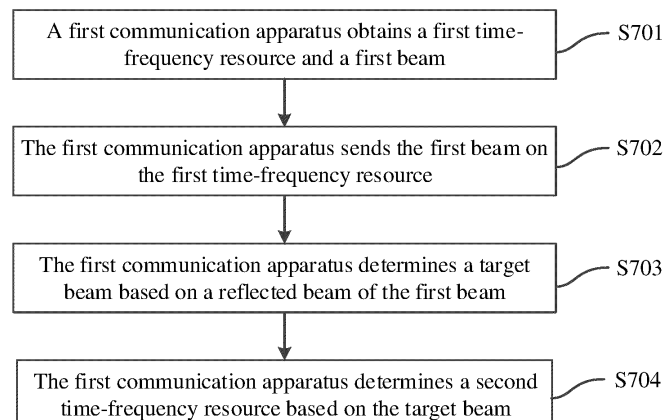 A first communication apparatus obtains a first time-
frequency resource and a first beam
S701
The first communication apparatus sends the first beam on
the first time-frequency resource
S702
The first communication apparatus determines a target
beam based on a reflected beam of the first beam
S703
The first communication apparatus determines a second
time-frequency resource based on the target beam
S704